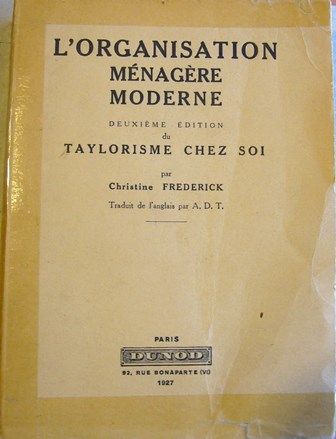 L'ORGANISATION
MÉNAGÈRE
MODERNE
DEUXIÈME ÉDITION
du
TAYLORISME CHEZ SOI
par
Christine FREDERICK
Traduit de l'anglais par A. D. T.
PARIS
DUNOD
92, RUE BONAPARTE (VI)
1927